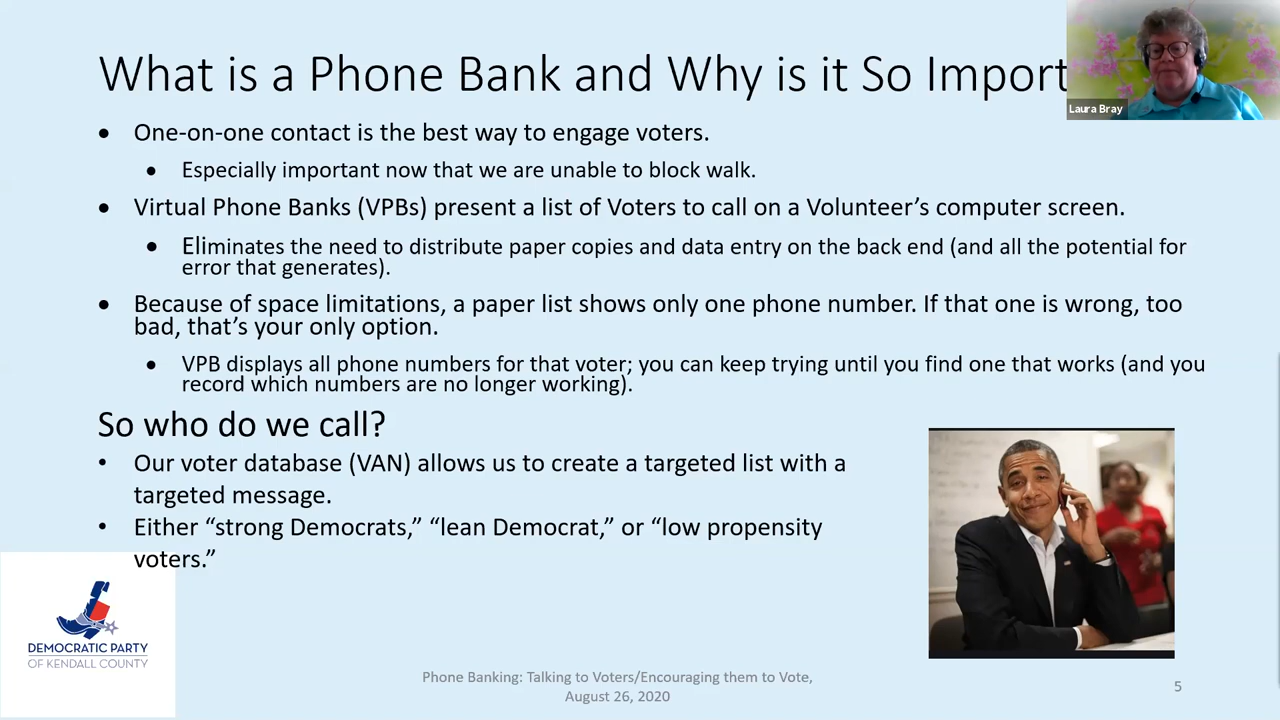 What is a Phone Bank and Why is it So Import
Laura Bray
• One-on-one contact is the best way to engage voters.
• Especially important now that we are unable to block walk.
• Virtual Phone Banks (VPBs) present a list of Voters to call on a Volunteer’s computer screen.
• Eliminates the need to distribute paper copies and data entry on the back end (and all the potential for
error that generates).
• Because of space limitations, a paper list shows only one phone number. If that one is wrong, too
bad, that’s your only option.
• VPB displays all phone numbers for that voter; you can keep trying until you find one that works (and you
record which numbers are no longer working).
So who do we call?
• Our voter database (VAN) allows us to create a targeted list with a
targeted message.
• Either “strong Democrats,” “lean Democrat,” or “low propensity
voters.”
DEMOCRATIC PARTY
OF KENDALL COUNTY
Phone Banking: Talking to Voters/Encouraging them to Vote,
August 26, 2020
5